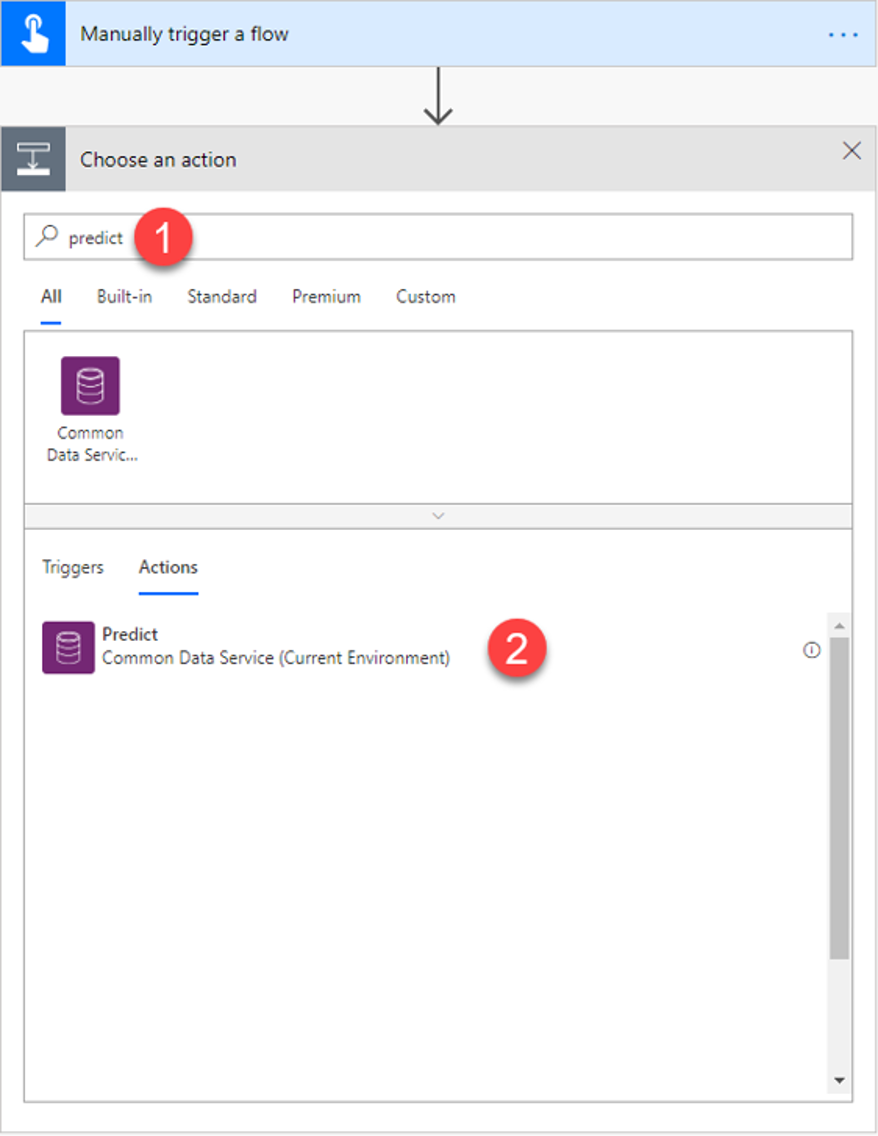 Manually trigger a flow
...
Choose an action
predict
1
All Built-in Standard Premium Custom
Common
Data Servic...
Triggers Actions
Predict
Common Data Service (Current Environment)
2